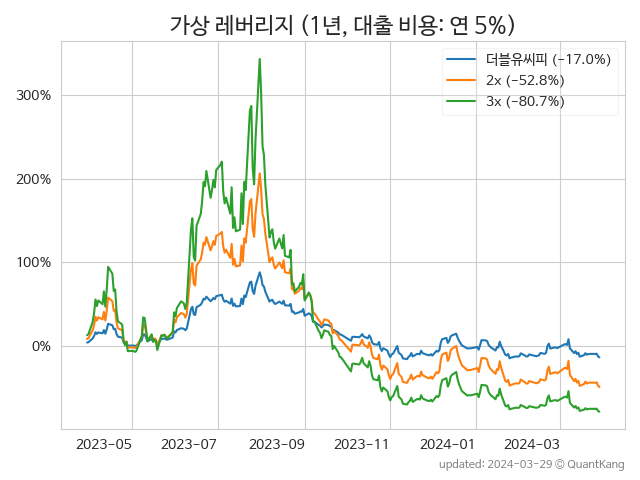 가상 레버리지 (1년, 대출 비용: 연 5%)
더블유씨피 (-17.0%)
2x (-52.8%)
3x (-80.7%)
300%
200%
100%
0%
2023-05 2023-07 2023-09 2023-11 2024-01 2024-03
updated: 2024-03-29 © QuantKang